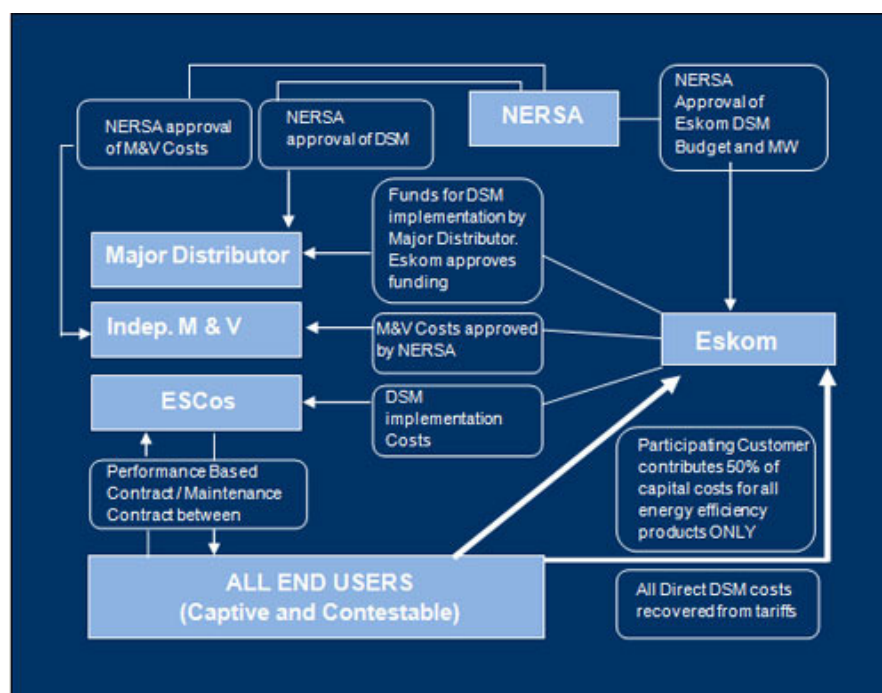 NERSA approval
of M&V Costs
NERSA
approval of DSM
NERSA
NERSA
Approval of
Eskom DSM
Budget and MW
Funds for DSM
implementation by
Major Distributor.
Eskom approves
funding
Major Distributor
Indep. M & V
M&V Costs approved
by NERSA
Eskom
ESCos
DSM
implementation
Costs
Performance Based
Contract / Maintenance
Contract between
Participating Customer
contributes 50% of
capital costs for all
energy efficiency
products ONLY
ALL END USERS
(Captive and Contestable)
All Direct DSM costs
recovered from tariffs